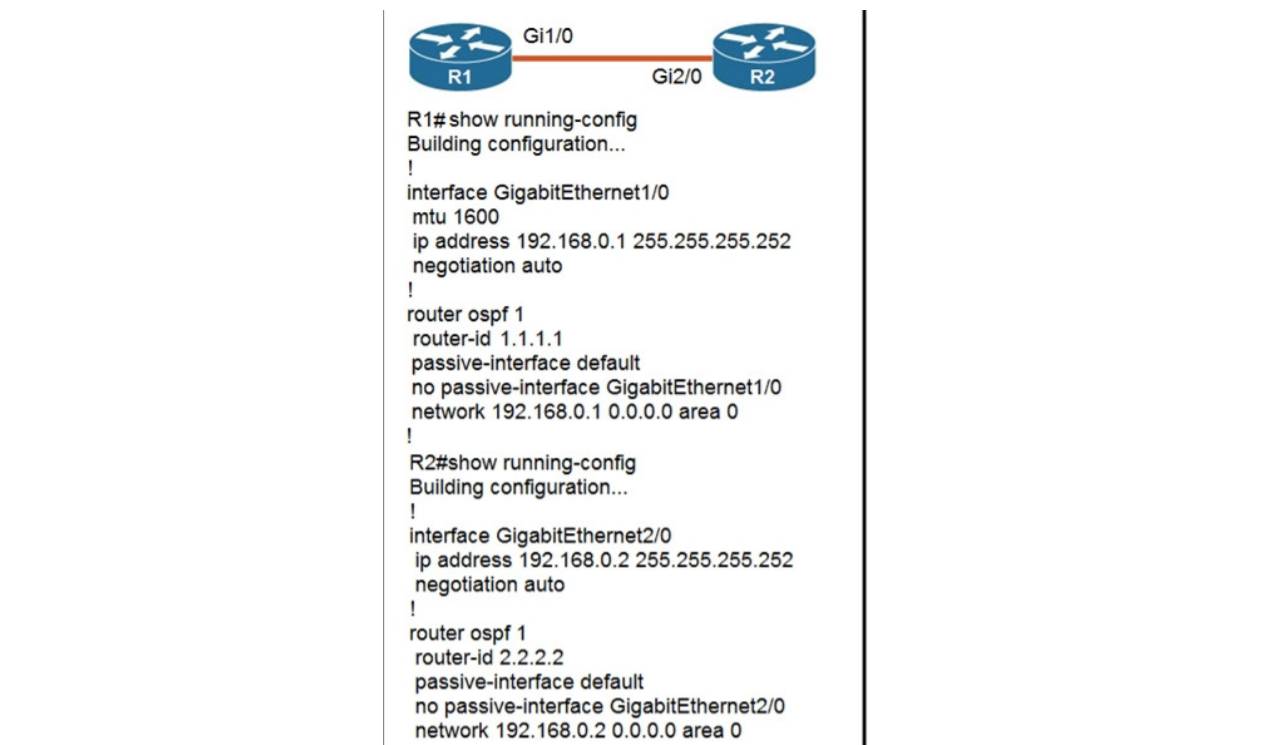 Gi1/0
R1
Gi2/0
R2
R1# show running-config
Building configuration...
!
interface GigabitEthernet1/0
mtu 1600
ip address 192.168.0.1 255.255.255.252
negotiation auto
!
router ospf 1
router-id 1.1.1.1
passive-interface default
no passive-interface GigabitEthernet1/0
network 192.168.0.1 0.0.0.0 area 0
!
R2#show running-config
Building configuration...
!
interface GigabitEthernet2/0
ip address 192.168.0.2 255.255.255.252
negotiation auto
!
router ospf 1
router-id 2.2.2.2
passive-interface default
no passive-interface GigabitEthernet2/0
network 192.168.0.2 0.0.0.0 area 0